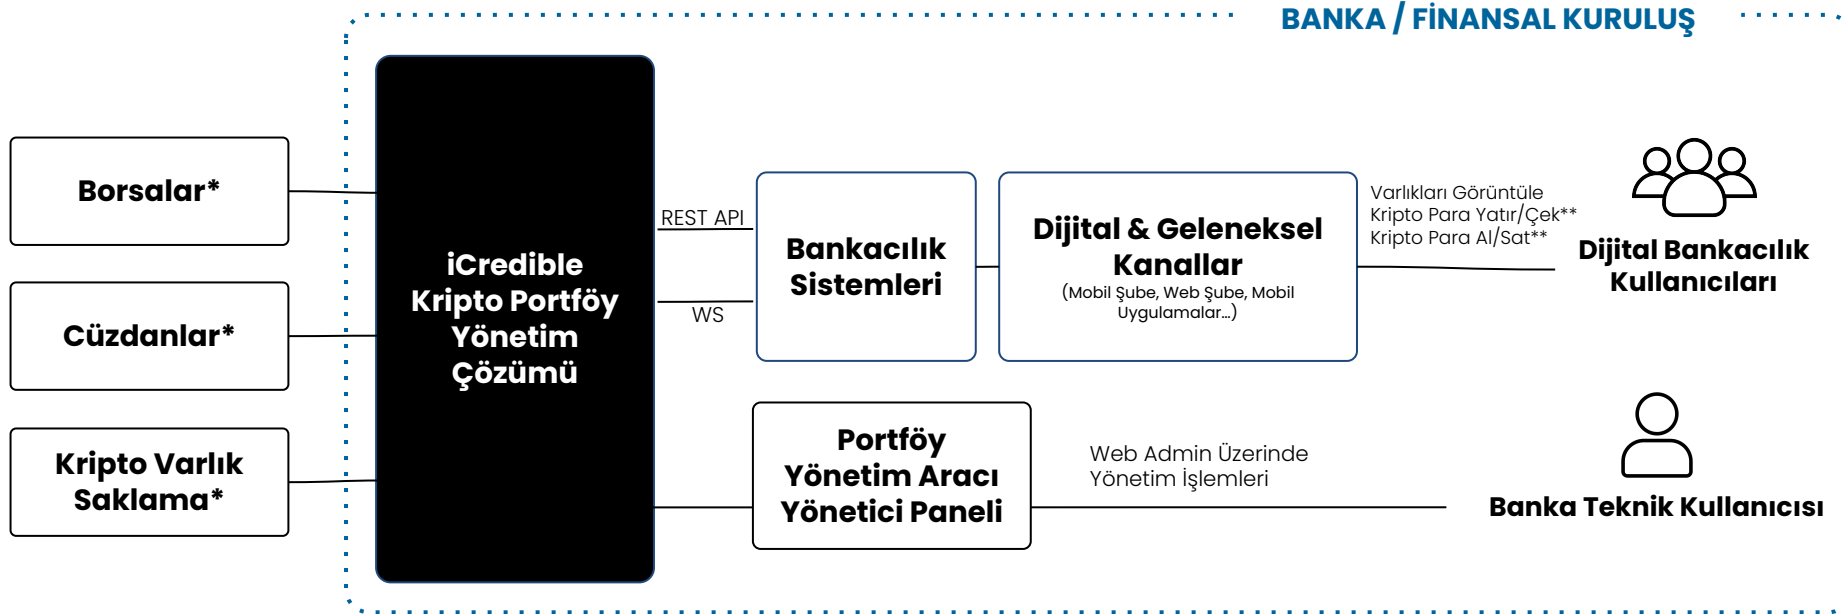 BANKA / FİNANSAL KURULUŞ
Borsalar*
Cüzdanlar*
Kripto Varlık
Saklama*
iCredible
Kripto Portföy
Yönetim
Çözümü
REST API
WS
Bankacılık
Sistemleri
Dijital & Geleneksel
Kanallar
(Mobil Şube, Web Şube, Mobil
Uygulamalar...)
Varlıkları Görüntüle
Kripto Para Yatır/Çek**
Kripto Para Al/Sat**
Dijital Bankacılık
Kullanıcıları
Portföy
Yönetim Aracı
Yönetici Paneli
Web Admin Üzerinde
Yönetim İşlemleri
Banka Teknik Kullanıcısı